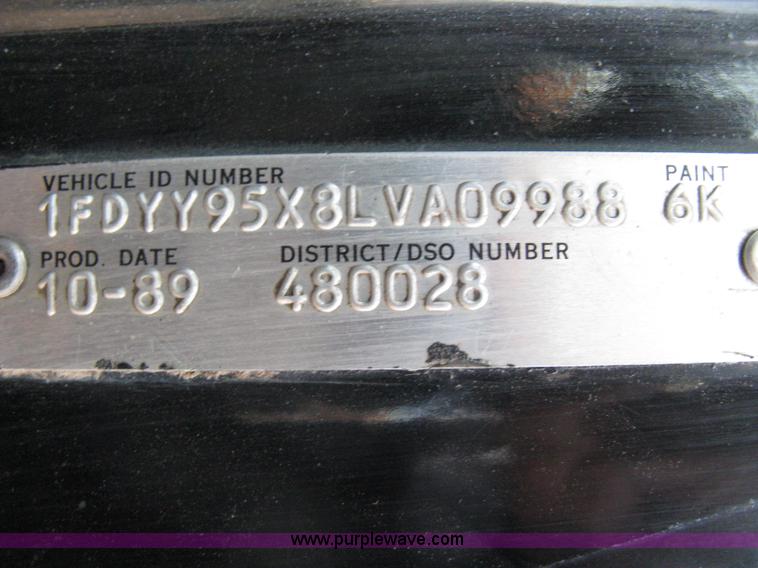 VEHICLE ID NUMBER PAINT
1FDYY95X8LVA09988 6K
PROD. DATE DISTRICT/DSO NUMBER
10-89 480028
www.purplewave.com